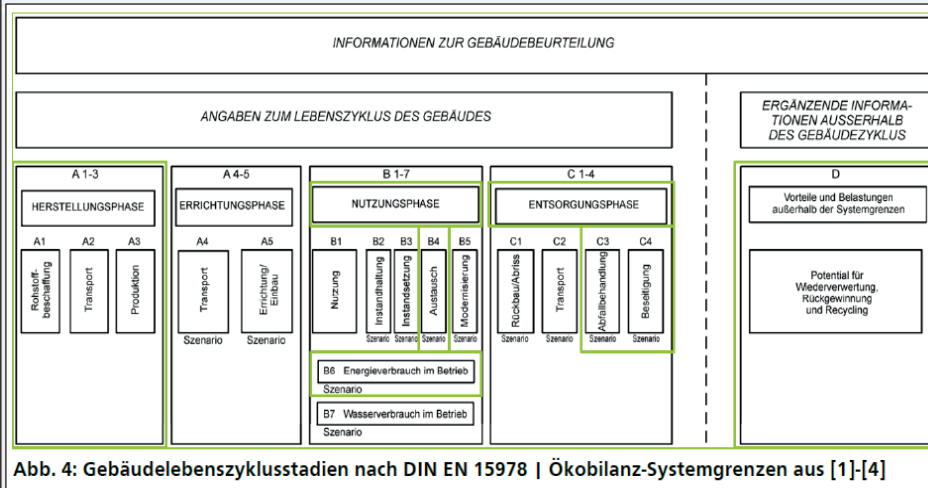 INFORMATIONEN ZUR GEBÄUDEBEURTEILUNG
ANGABEN ZUM LEBENSZYKLUS DES GEBÄUDES
ERGÄNZENDE INFORMA-
TIONEN AUSSERHALB
DES GEBÄUDEZYKLUS
A 1-3
HERSTELLUNGSPHASE
A1
A2
A3
Rohstoff-
beschaffung
Transport
Produktion
A 4-5
ERRICHTUNGSPHASE
A4
A5
Transport
Errichtung/
Einbau
Szenario
Szenario
B 1-7
NUTZUNGSPHASE
B1
B2
B3
B4
B5
Nutzung
Instandhaltung
Instandsetzung
Austausch
Modernisierung
Szenario
Szenario
Szenario
Szenario
B6 Energieverbrauch im Betrieb
Szenario
B7 Wasserverbrauch im Betrieb
Szenario
C 1-4
ENTSORGUNGSPHASE
C1
C2
C3
C4
Rückbau/Abriss
Transport
Abfallbehandlung
Beseitigung
Szenario
Szenario
Szenario
Szenario
D
Vorteile und Belastungen
außerhalb der Systemgrenzen
Potential für
Wiederverwertung,
Rückgewinnung
und Recycling
Abb. 4: Gebäudelebenszyklusstadien nach DIN EN 15978 | Ökobilanz-Systemgrenzen aus [1]-[4]